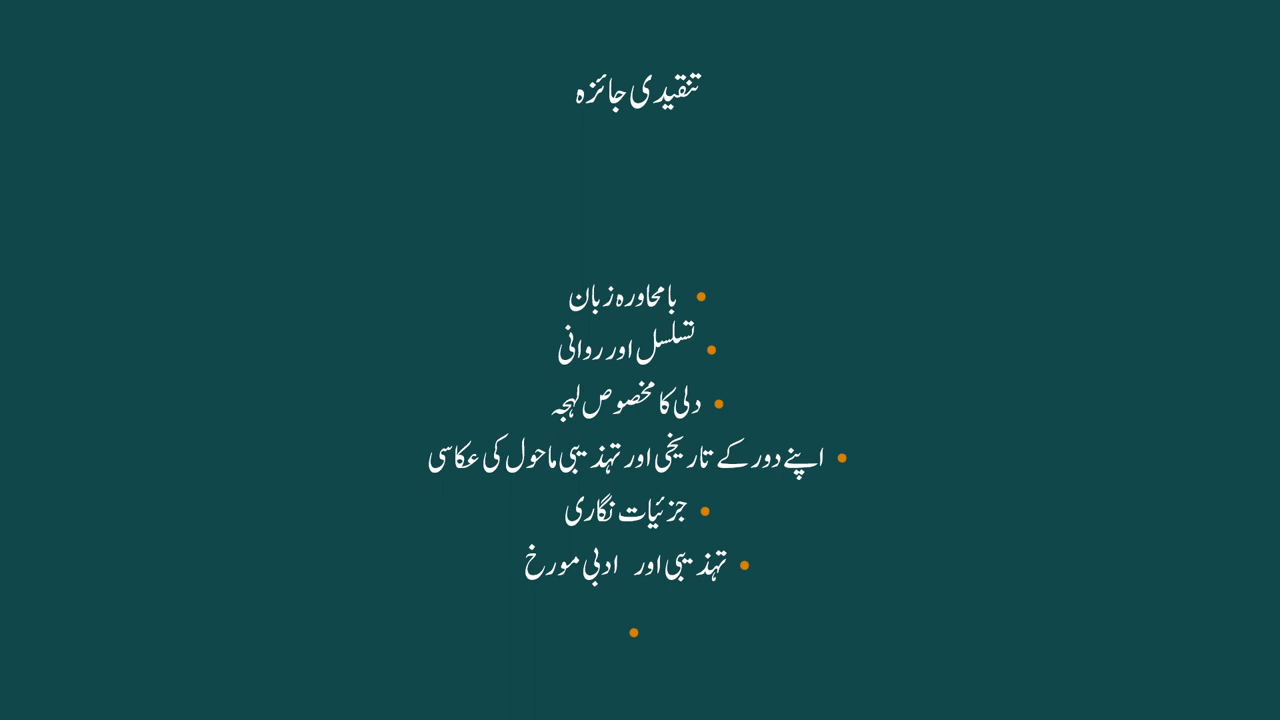 تنقیدی جائزہ
• بامحاورہ زبان
• تسلسل اور روانی
• دلی کا مخصوص لہجہ
• اپنے دور کے تاریخی اور تہذیبی ماحول کی عکاسی
• جزئیات نگاری
• تہذیبی اور ادبی مورخ
•